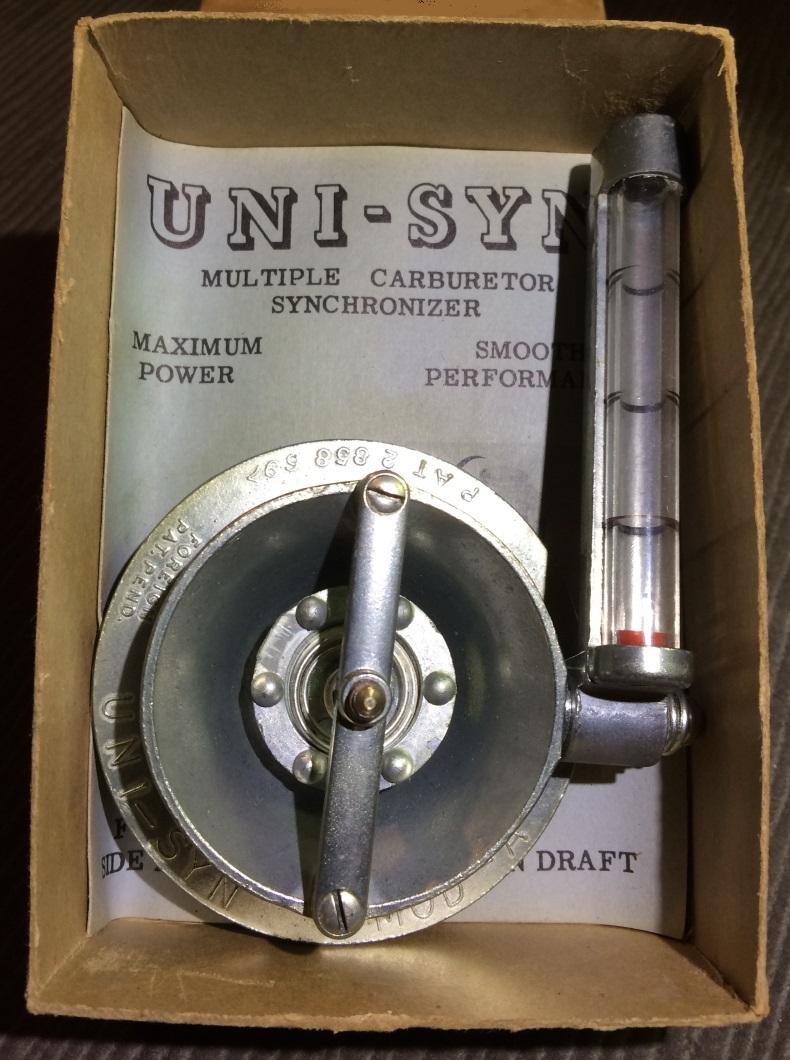 UNI-SYN
MULTIPLE CARBURETOR
SYNCHRONIZER
MAXIMUM
POWER
SMOOTH
PERFORMA
PAT 2 858
FOREIGN
PAT. PEND.
UNI-SYN
MOD A
SIDE
DRAFT